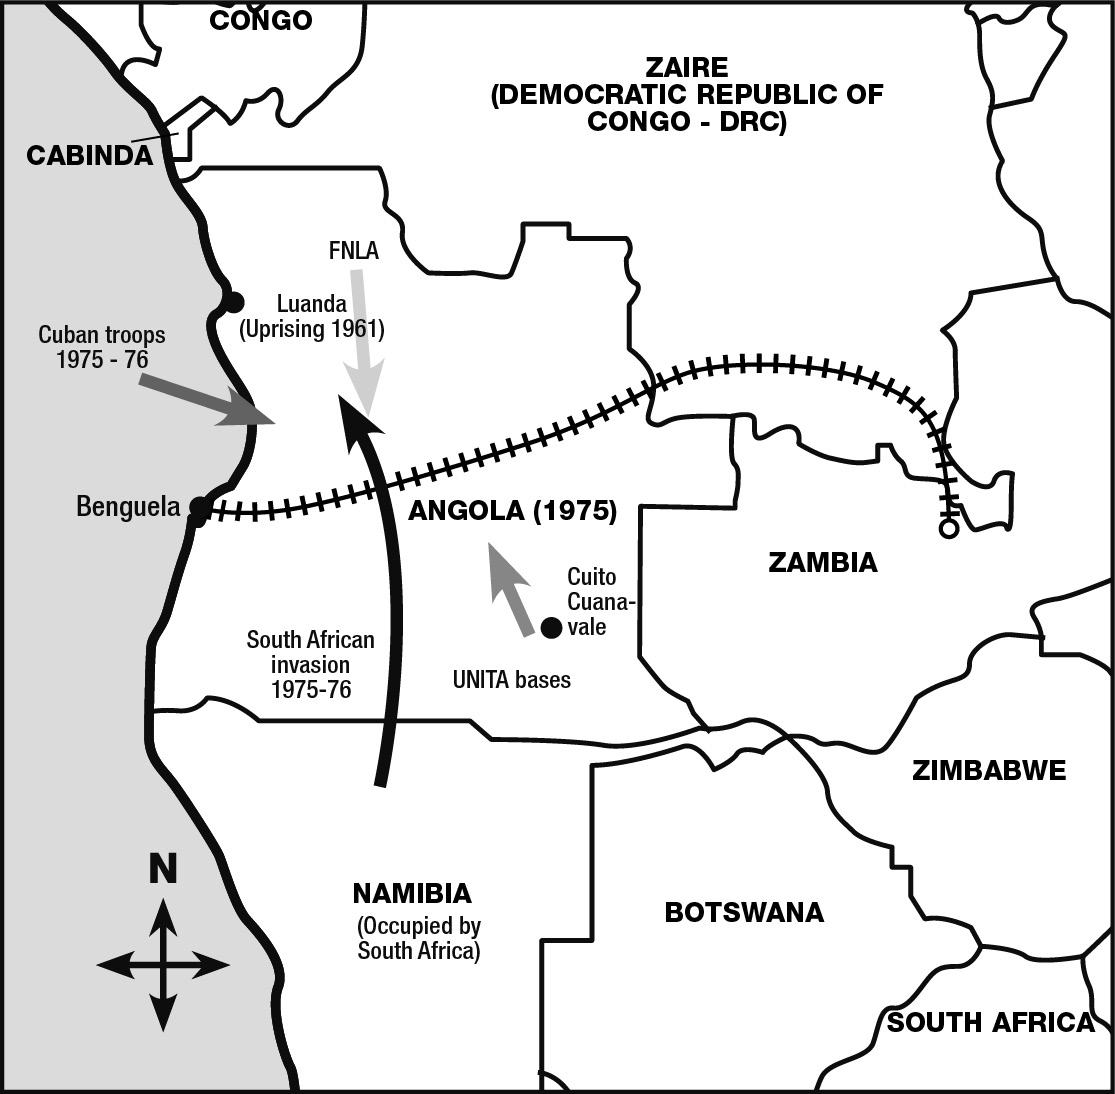 CONGO
ZAIRE
(DEMOCRATIC REPUBLIC OF
CONGO - DRC)
CABINDA
FNLA
Luanda
(Uprising 1961)
Cuban troops
1975 - 76
Benguela
ANGOLA (1975)
ZAMBIA
Cuito
Cuana-
vale
South African
invasion
1975-76
UNITA bases
ZIMBABWE
N
NAMIBIA
(Occupied by
South Africa)
BOTSWANA
SOUTH AFRICA